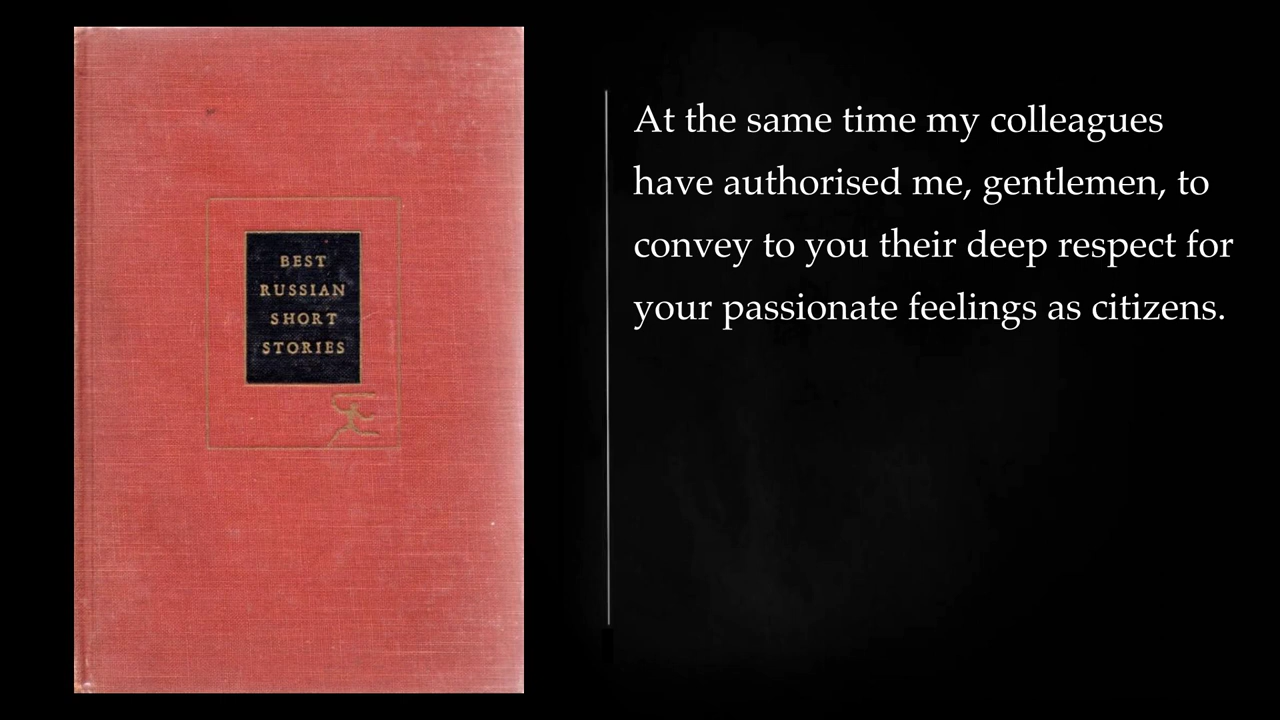 BEST
RUSSIAN
SHORT
STORIES
At the same time my colleagues
have authorised me, gentlemen, to
convey to you their deep respect for
your passionate feelings as citizens.